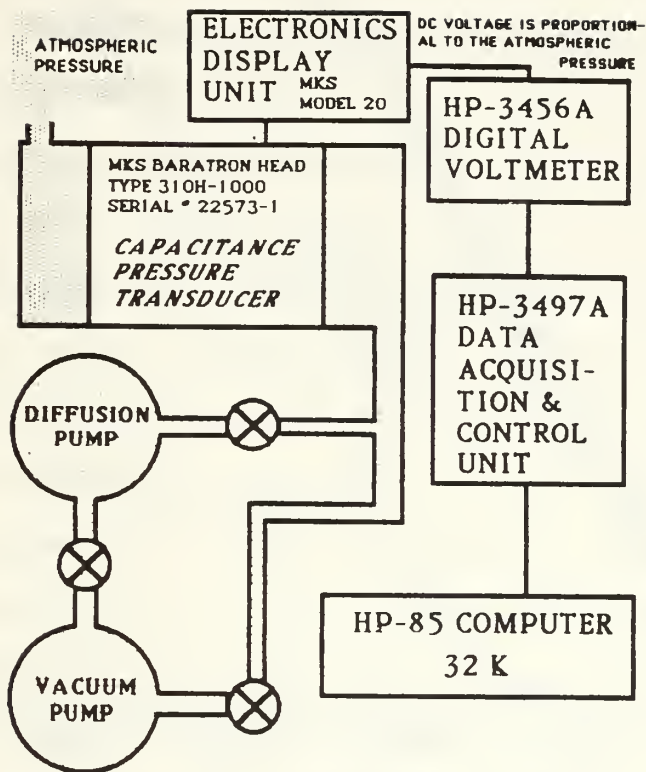 ATMOSPHERIC
PRESSURE
ELECTRONICS
DISPLAY
UNIT MKS
MODEL 20
DC VOLTAGE IS PROPORTION-
AL TO THE ATMOSPHERIC
PRESSURE
HP-3456A
DIGITAL
VOLTMETER
MKS BARATRON HEAD
TYPE 310H-1000
SERIAL # 22573-1
CAPACITANCE
PRESSURE
TRANSDUCER
HP-3497A
DATA
ACQUISI-
TION &
CONTROL
UNIT
DIFFUSION
PUMP
HP-85 COMPUTER
32 K
VACUUM
PUMP